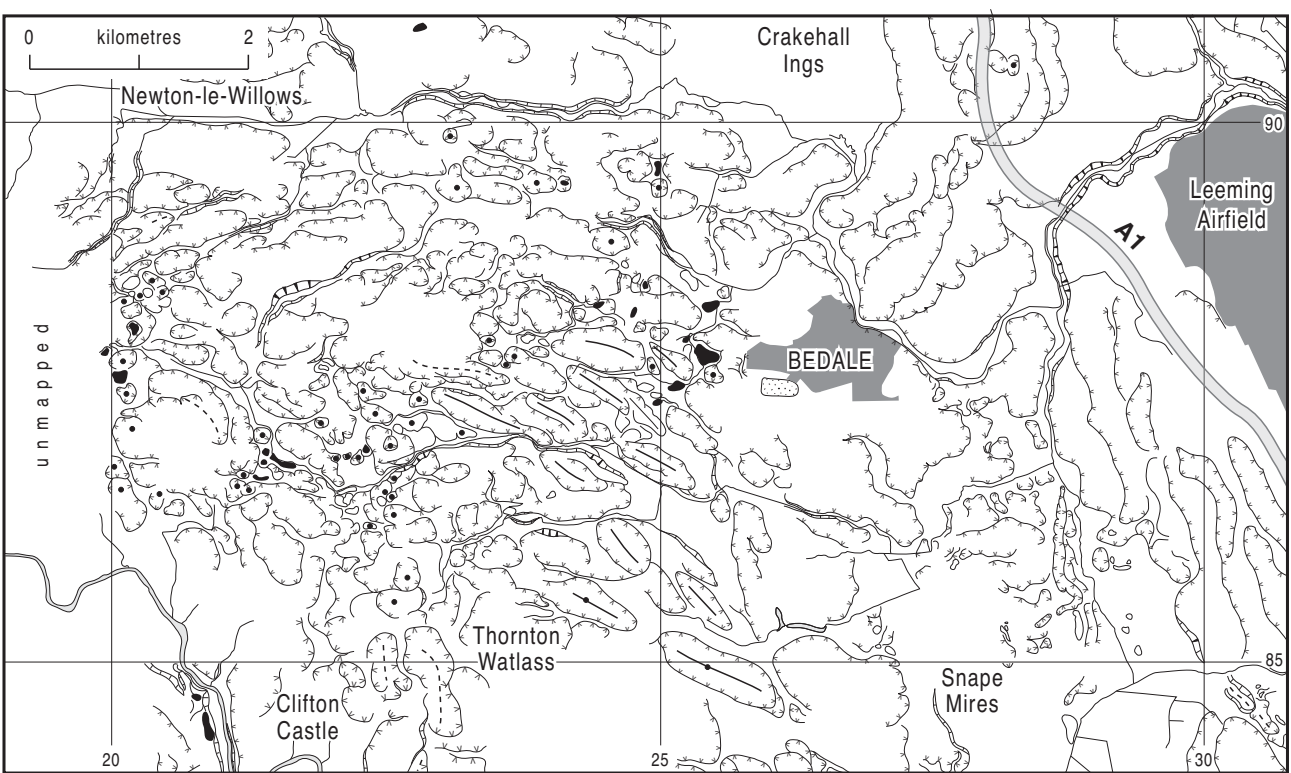 0 kilometres 2
Crakehall
Ings
Newton-le-Willows
90
Leeming
Airfield
A1
unmapped
BEDALE
Thornton
Watlass
85
Snape
Mires
Clifton
Castle
20 25 30